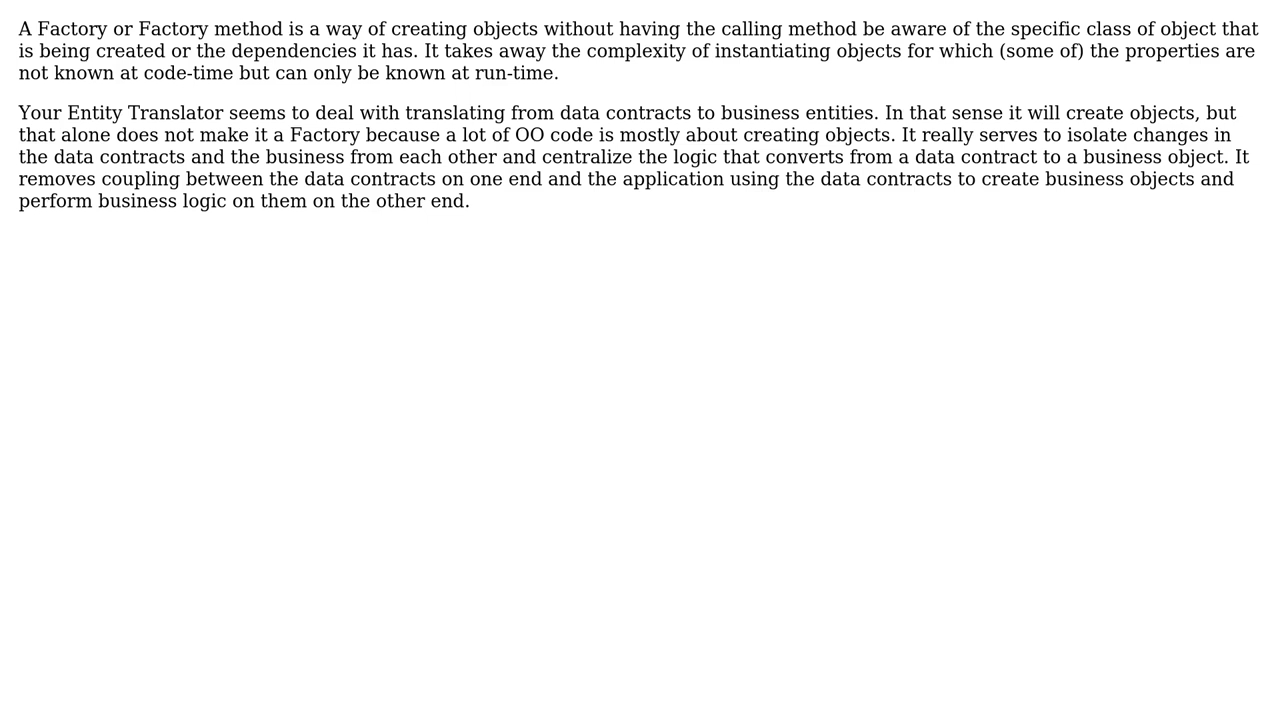 A Factory or Factory method is a way of creating objects without having the calling method be aware of the specific class of object that
is being created or the dependencies it has. It takes away the complexity of instantiating objects for which (some of) the properties are
not known at code-time but can only be known at run-time.
Your Entity Translator seems to deal with translating from data contracts to business entities. In that sense it will create objects, but
that alone does not make it a Factory because a lot of OO code is mostly about creating objects. It really serves to isolate changes in
the data contracts and the business from each other and centralize the logic that converts from a data contract to a business object. It
removes coupling between the data contracts on one end and the application using the data contracts to create business objects and
perform business logic on them on the other end.